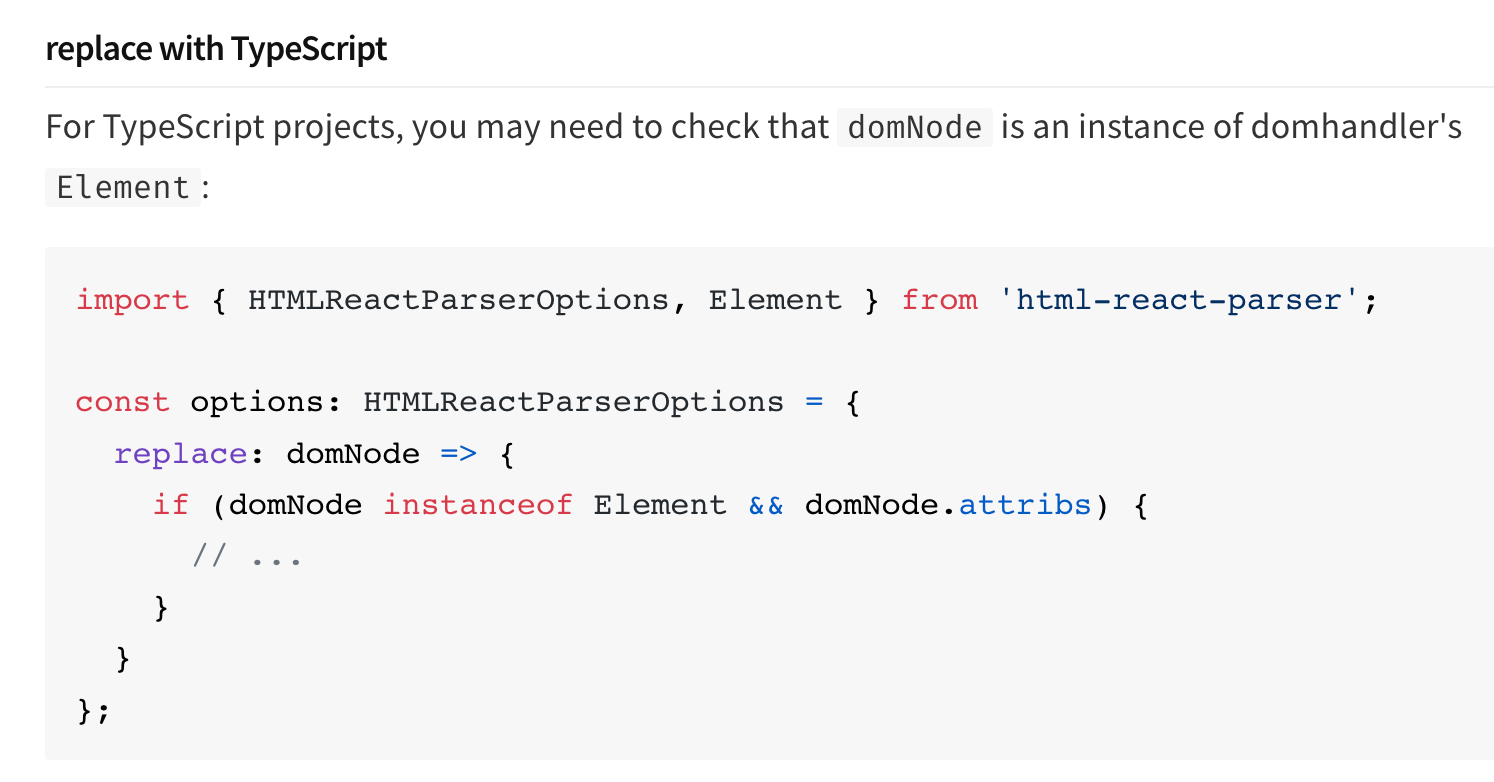 replace with TypeScript
For TypeScript projects, you may need to check that domNode is an instance of domhandler's
Element:
import { HTMLReactParserOptions, Element } from 'html-react-parser';
const options: HTMLReactParserOptions = {
  replace: domNode => {
    if (domNode instanceof Element && domNode.attribs) {
      // ...
    }
  }
};